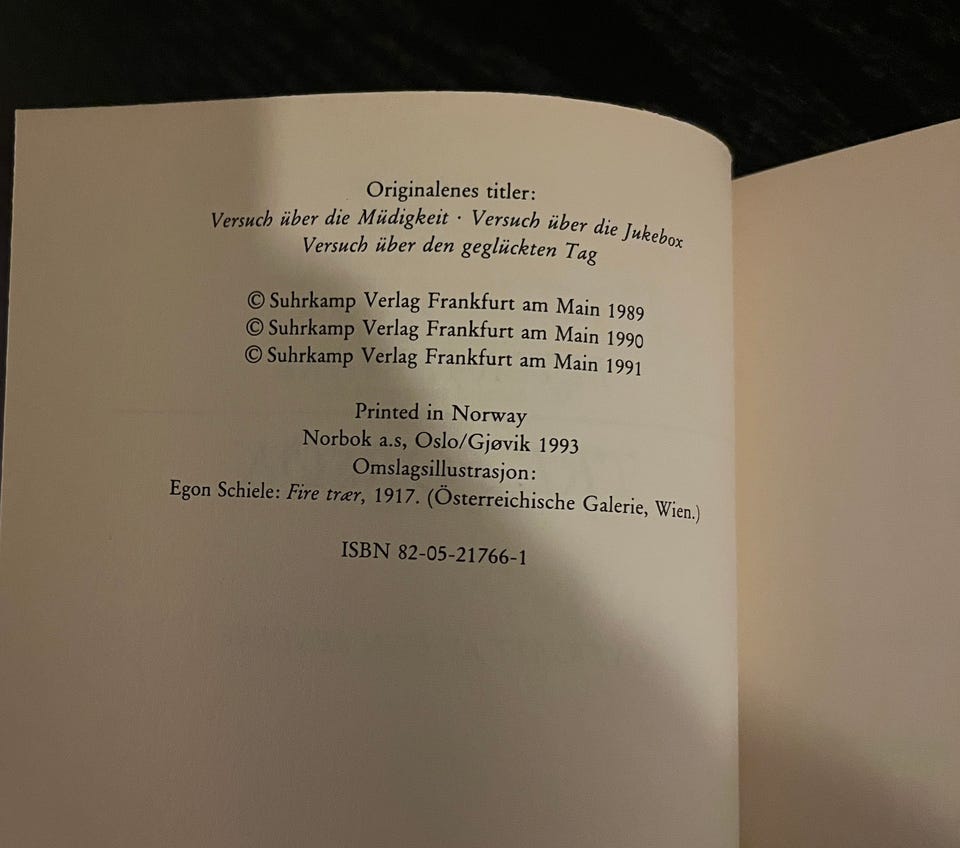 Originalenes titler:
Versuch über die Müdigkeit · Versuch über die Jukebox
Versuch über den geglückten Tag
© Suhrkamp Verlag Frankfurt am Main 1989
© Suhrkamp Verlag Frankfurt am Main 1990
© Suhrkamp Verlag Frankfurt am Main 1991
Printed in Norway
Norbok a.s, Oslo/Gjøvik 1993
Omslagsillustrasjon:
Egon Schiele: Fire trær, 1917. (Österreichische Galerie, Wien.)
ISBN 82-05-21766-1